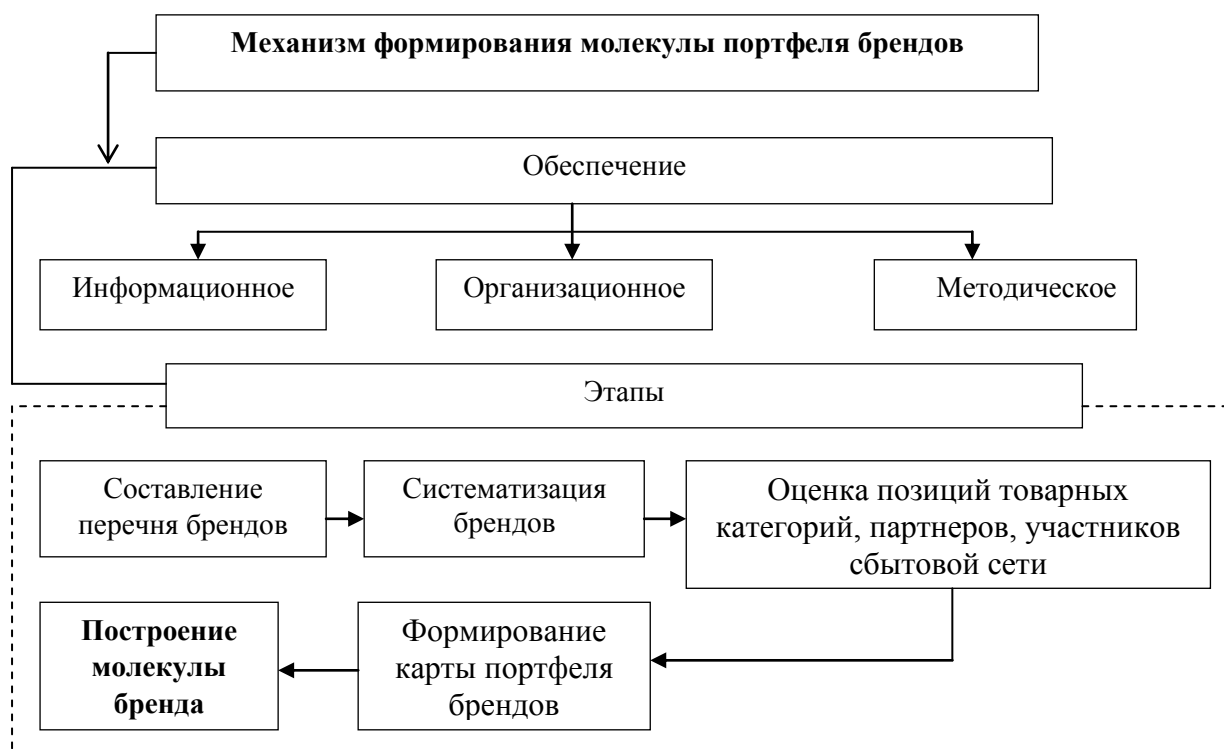 Механизм формирования молекулы портфеля брендов
Обеспечение
Информационное
Организационное
Методическое
Этапы
Составление
перечня брендов
Систематизация
брендов
Оценка позиций товарных
категорий, партнеров, участников
сбытовой сети
Построение
молекулы
бренда
Формирование
карты портфеля
брендов